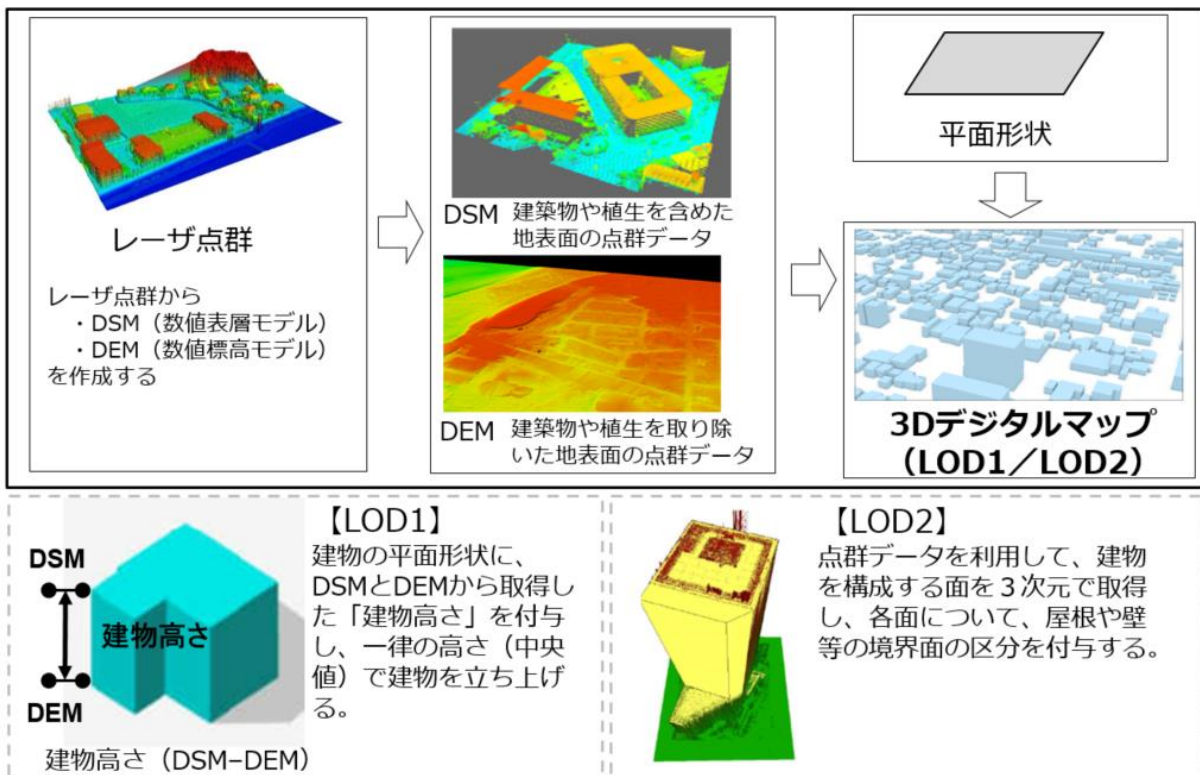 レーザ点群
レーザ点群から
・DSM（数値表層モデル）
・DEM（数値標高モデル）
を作成する
DSM 建築物や植生を含めた
地表面の点群データ
DEM 建築物や植生を取り除
いた地表面の点群データ
平面形状
3Dデジタルマップ
（LOD1／LOD2）
DSM
建物高さ
DEM
建物高さ（DSM–DEM）
【LOD1】
建物の平面形状に、
DSMとDEMから取得し
た「建物高さ」を付与
し、一律の高さ（中央
値）で建物を立ち上げ
る。
【LOD2】
点群データを利用して、建物
を構成する面を３次元で取得
し、各面について、屋根や壁
等の境界面の区分を付与する。